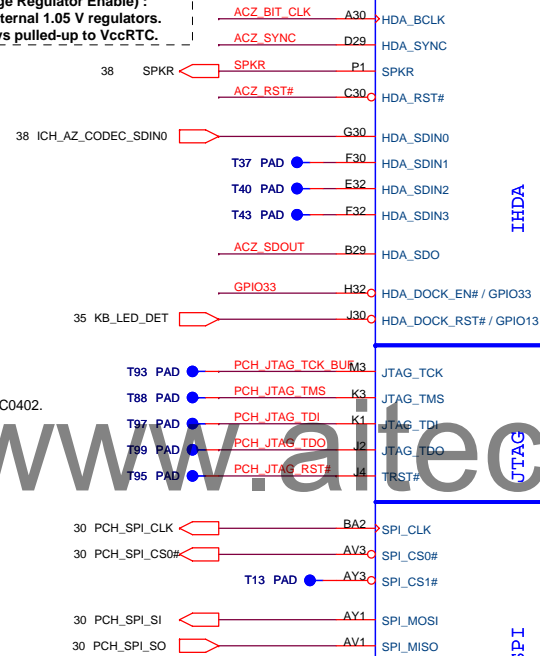 ge Regulator Enable) :
ternal 1.05 V regulators.
ys pulled-up to VccRTC.
ACZ_BIT_CLK A30 HDA_BCLK
ACZ_SYNC D29 HDA_SYNC
38 SPKR SPKR P1 SPKR
ACZ_RST# C30 HDA_RST#
38 ICH_AZ_CODEC_SDIN0 G30 HDA_SDIN0
T37 PAD F30 HDA_SDIN1
T40 PAD E32 HDA_SDIN2
T43 PAD F32 HDA_SDIN3
IHDA
ACZ_SDOUT B29 HDA_SDO
GPIO33 H32 HDA_DOCK_EN# / GPIO33
35 KB_LED_DET J30 HDA_DOCK_RST# / GPIO13
T93 PAD PCH_JTAG_TCK_BUF M3 JTAG_TCK
T88 PAD PCH_JTAG_TMS K3 JTAG_TMS
C0402.
T97 PAD PCH_JTAG_TDI K1 JTAG_TDI
T99 PAD PCH_JTAG_TDO J2 JTAG_TDO
T95 PAD PCH_JTAG_RST# J4 TRST#
JTAG
www.aitec
30 PCH_SPI_CLK BA2 SPI_CLK
30 PCH_SPI_CS0# AV3 SPI_CS0#
T13 PAD AY3 SPI_CS1#
30 PCH_SPI_SI AY1 SPI_MOSI
30 PCH_SPI_SO AV1 SPI_MISO
SPI